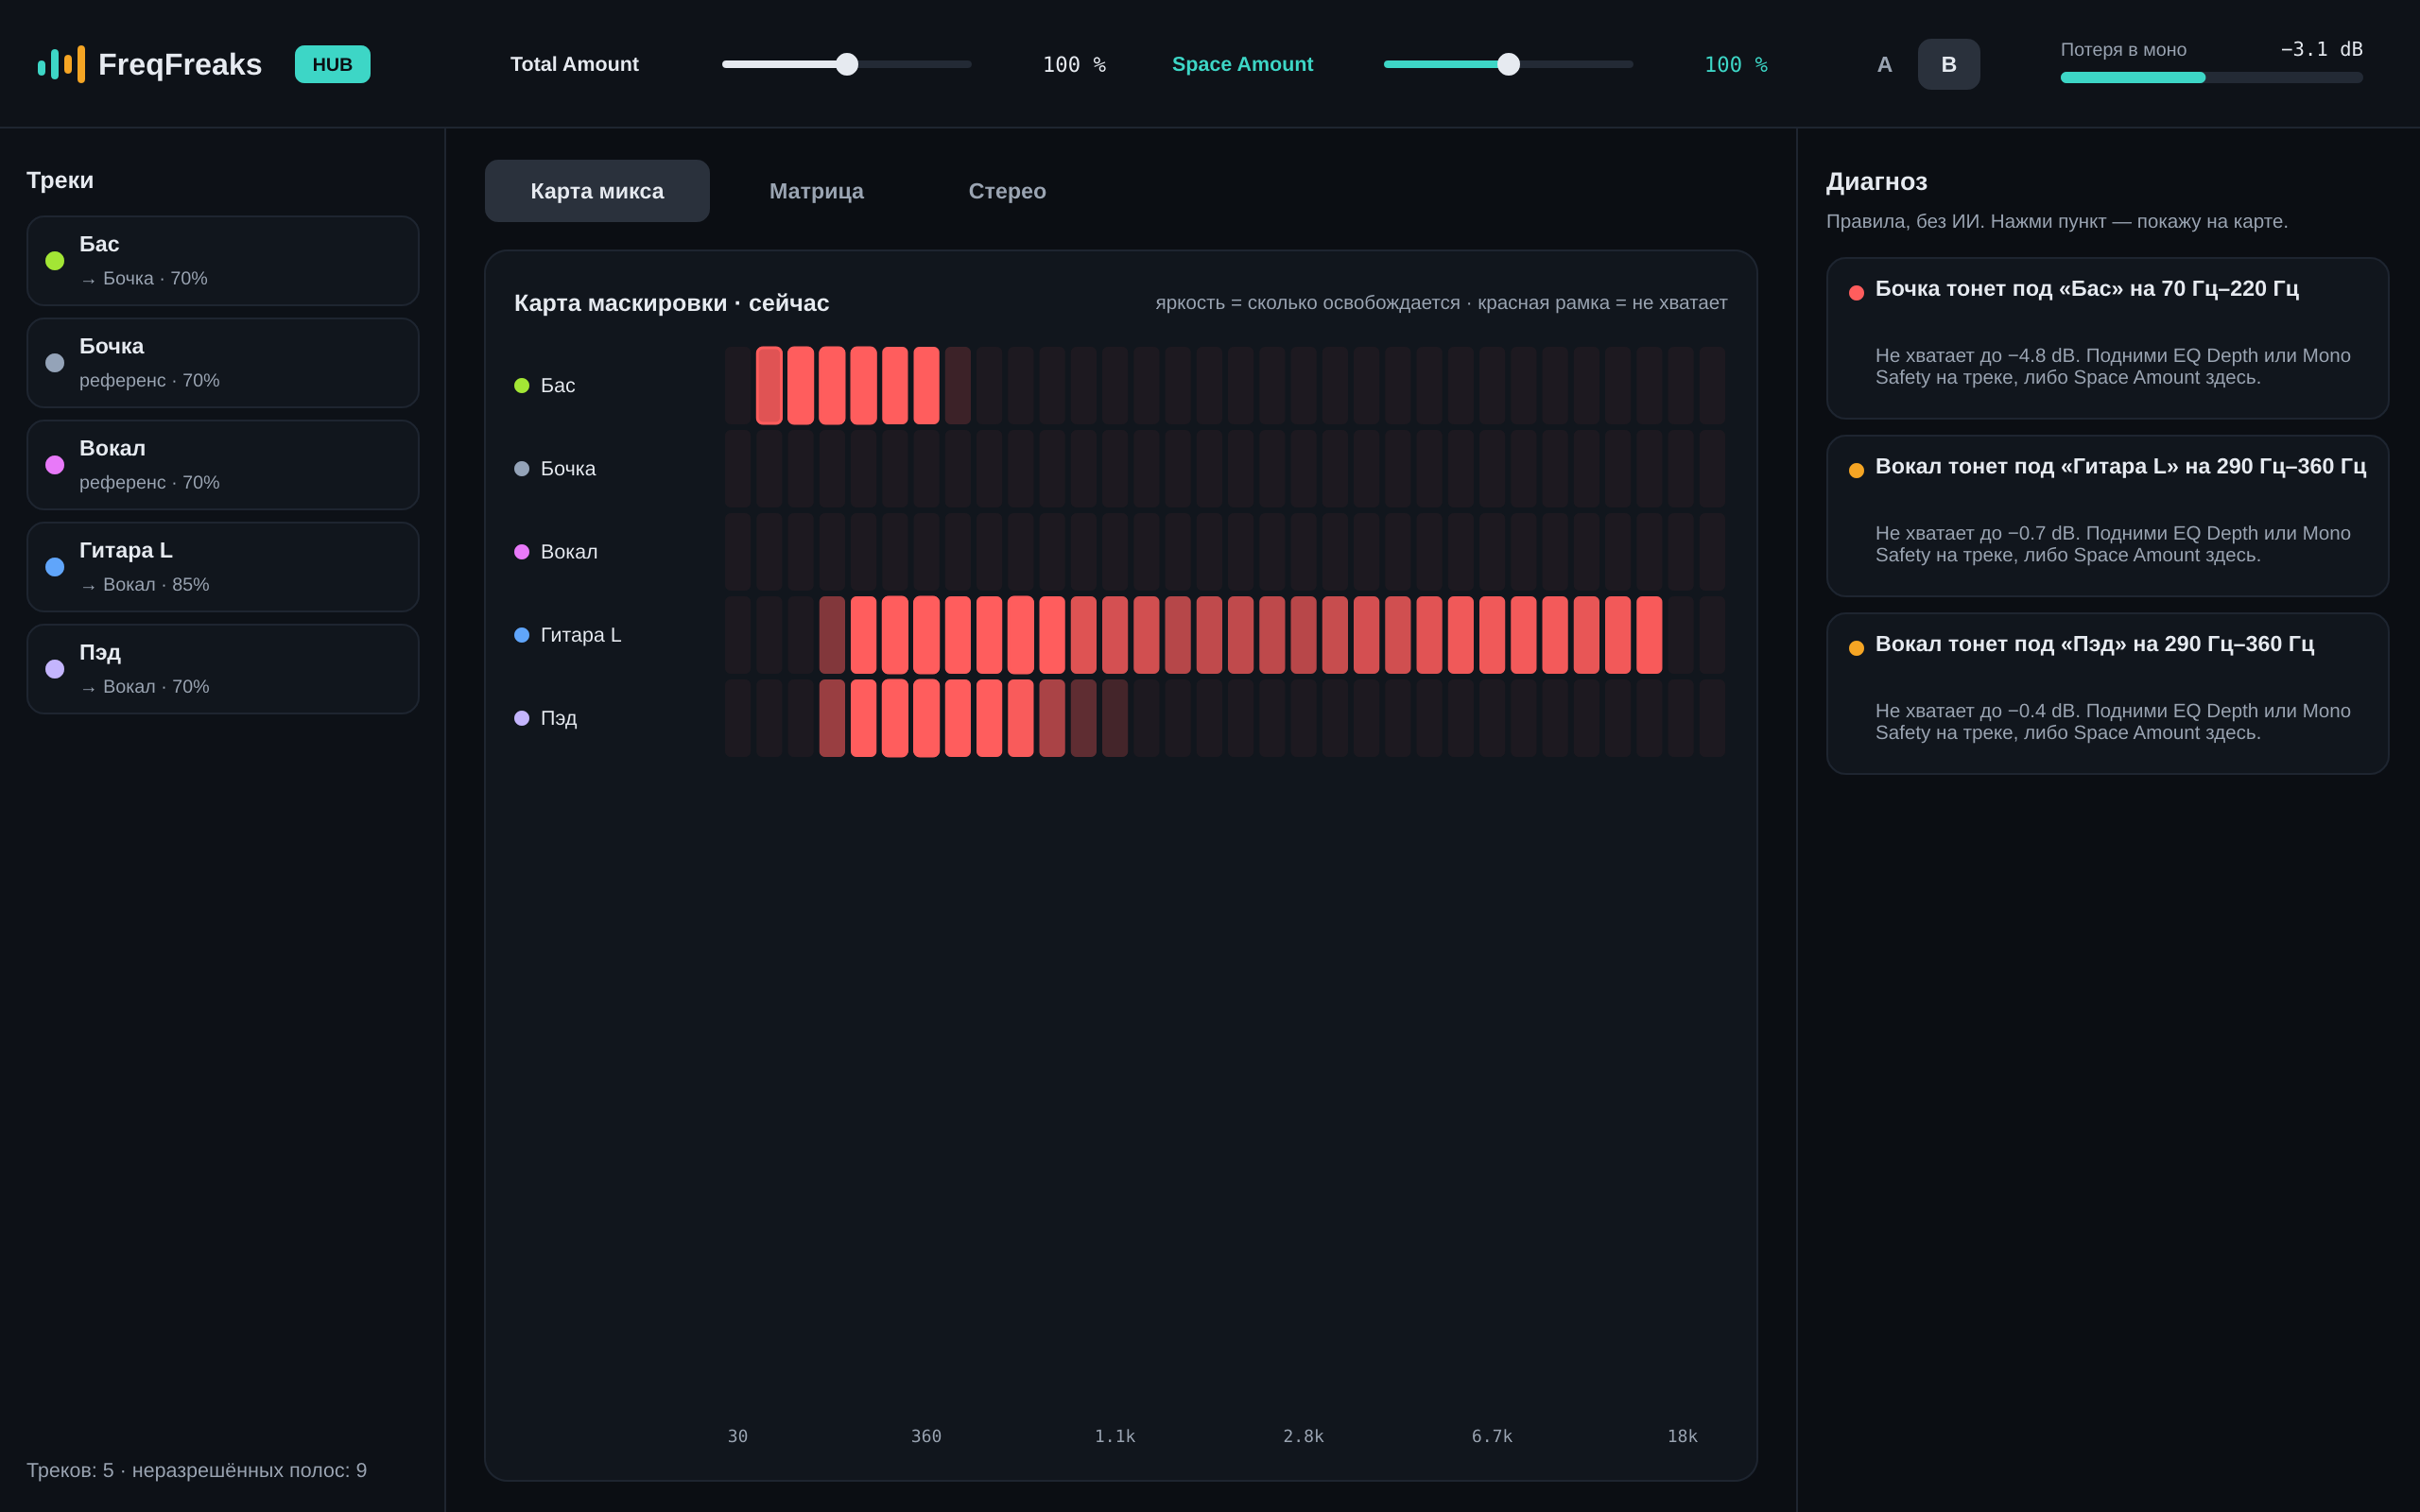 FreqFreaks
HUB
Total Amount
100 %
Space Amount
100 %
A
B
Потеря в моно
−3.1 dB
Треки
Бас
→ Бочка · 70%
Бочка
референс · 70%
Вокал
референс · 70%
Гитара L
→ Вокал · 85%
Пэд
→ Вокал · 70%
Треков: 5 · неразрешённых полос: 9
Карта микса
Матрица
Стерео
Карта маскировки · сейчас
яркость = сколько освобождается · красная рамка = не хватает
Бас
Бочка
Вокал
Гитара L
Пэд
30
360
1.1k
2.8k
6.7k
18k
Диагноз
Правила, без ИИ. Нажми пункт — покажу на карте.
Бочка тонет под «Бас» на 70 Гц–220 Гц
Не хватает до −4.8 dB. Подними EQ Depth или Mono
Safety на треке, либо Space Amount здесь.
Вокал тонет под «Гитара L» на 290 Гц–360 Гц
Не хватает до −0.7 dB. Подними EQ Depth или Mono
Safety на треке, либо Space Amount здесь.
Вокал тонет под «Пэд» на 290 Гц–360 Гц
Не хватает до −0.4 dB. Подними EQ Depth или Mono
Safety на треке, либо Space Amount здесь.